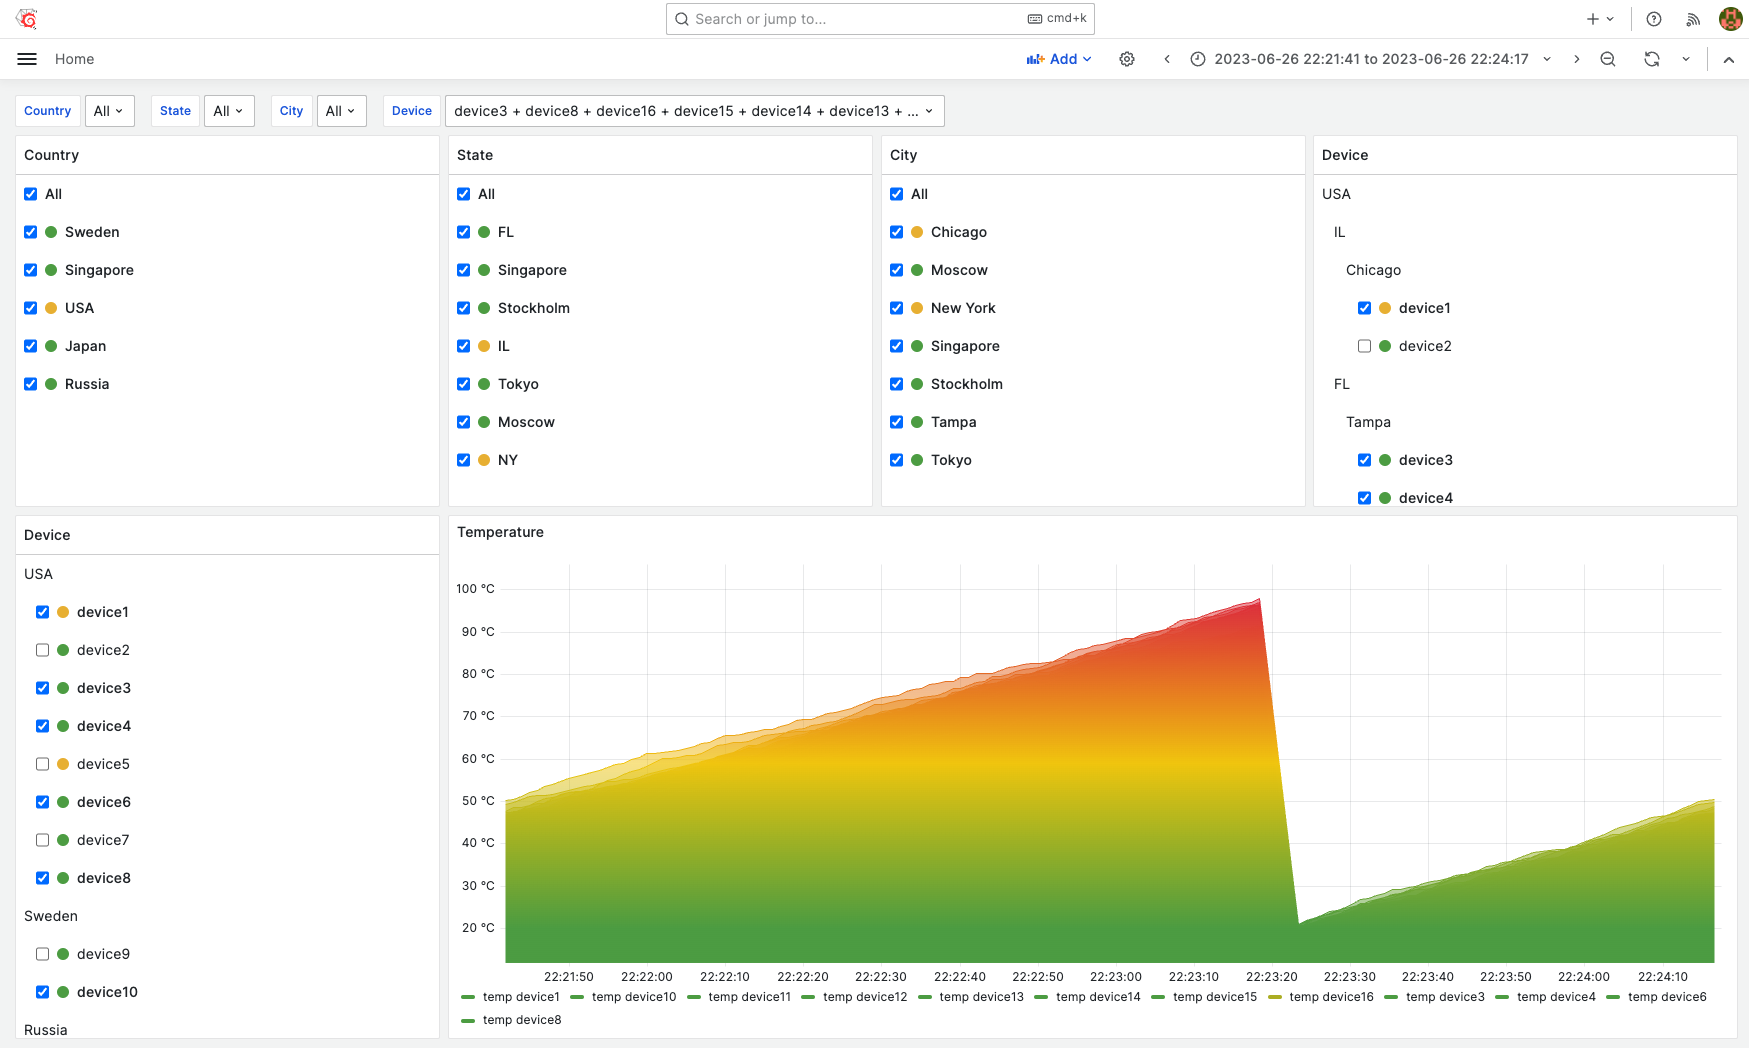 Search or jump to...
cmd+k
Home
Add
2023-06-26 22:21:41 to 2023-06-26 22:24:17
Country All State All City All Device device3 + device8 + device16 + device15 + device14 + device13 + ...
Country
All
Sweden
Singapore
USA
Japan
Russia
State
All
FL
Singapore
Stockholm
IL
Tokyo
Moscow
NY
City
All
Chicago
Moscow
New York
Singapore
Stockholm
Tampa
Tokyo
Device
USA
IL
Chicago
device1
device2
FL
Tampa
device3
device4
Device
USA
device1
device2
device3
device4
device5
device6
device7
device8
Sweden
device9
device10
Russia
Temperature
100 °C
90 °C
80 °C
70 °C
60 °C
50 °C
40 °C
30 °C
20 °C
22:21:50 22:22:00 22:22:10 22:22:20 22:22:30 22:22:40 22:22:50 22:23:00 22:23:10 22:23:20 22:23:30 22:23:40 22:23:50 22:24:00 22:24:10
temp device1 temp device10 temp device11 temp device12 temp device13 temp device14 temp device15 temp device16 temp device3 temp device4 temp device6
temp device8